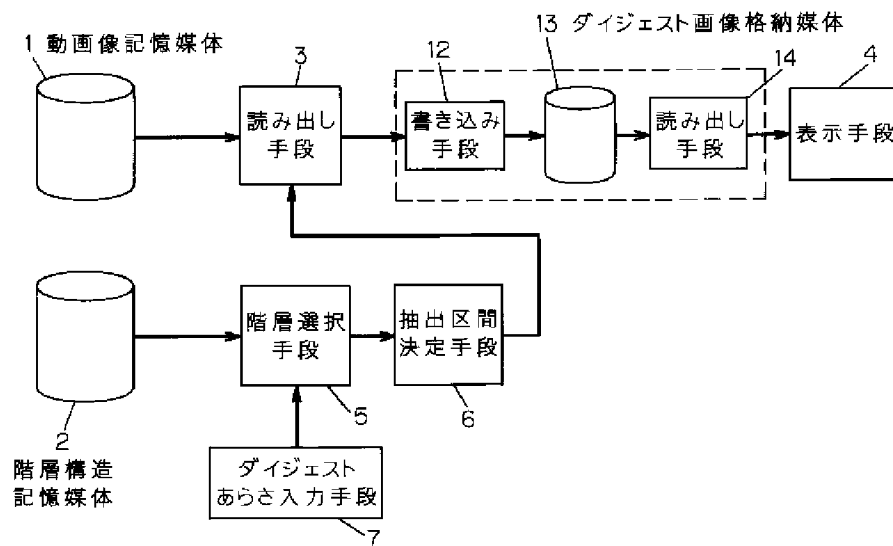 1 動画像記憶媒体
3
12
13 ダイジェスト画像格納媒体
14
4
読み出し
手段
書き込み
手段
読み出し
手段
表示手段
階層選択
手段
抽出区間
決定手段
2
5
6
階層構造
記憶媒体
ダイジェスト
あらさ入力手段
7